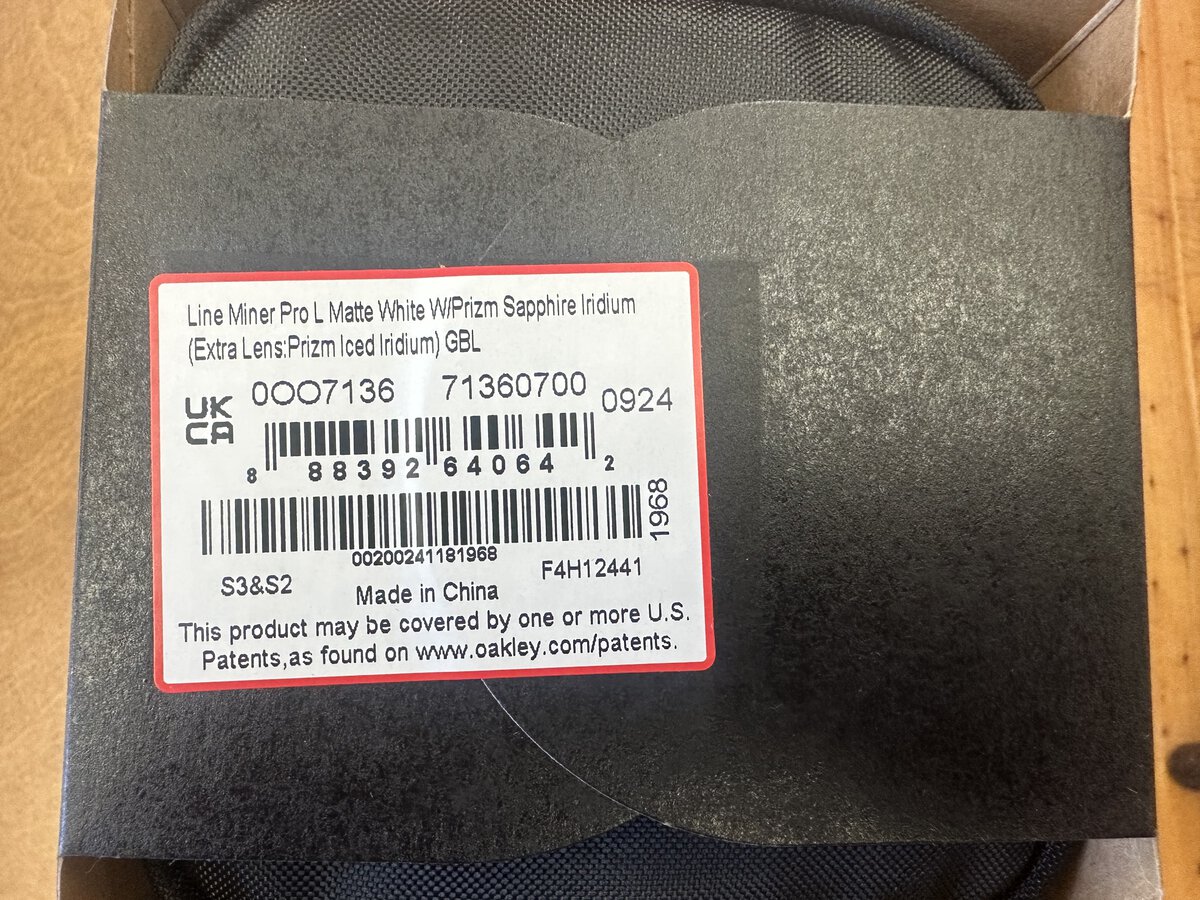 Line Miner Pro L Matte White W/Prizm Sapphire Iridium
(Extra Lens:Prizm Iced Iridium) GBL
UK
CA
0OO7136 71360700 0924
8 88392 64064 2
1968
00200241181968
S3&S2 F4H12441
Made in China
This product may be covered by one or more U.S.
Patents,as found on www.oakley.com/patents.